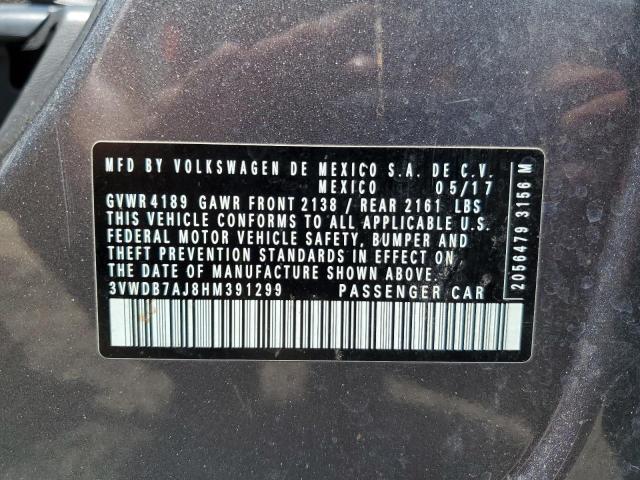 MFD BY VOLKSWAGEN DE MEXICO S.A. DE C.V.
MEXICO 05/17
GVWR 4189 GAWR FRONT 2138 / REAR 2161 LBS
THIS VEHICLE CONFORMS TO ALL APPLICABLE U.S.
FEDERAL MOTOR VEHICLE SAFETY, BUMPER AND
THEFT PREVENTION STANDARDS IN EFFECT ON
THE DATE OF MANUFACTURE SHOWN ABOVE.
3VWDB7AJ8HM391299 PASSENGER CAR
2056479 3156 M